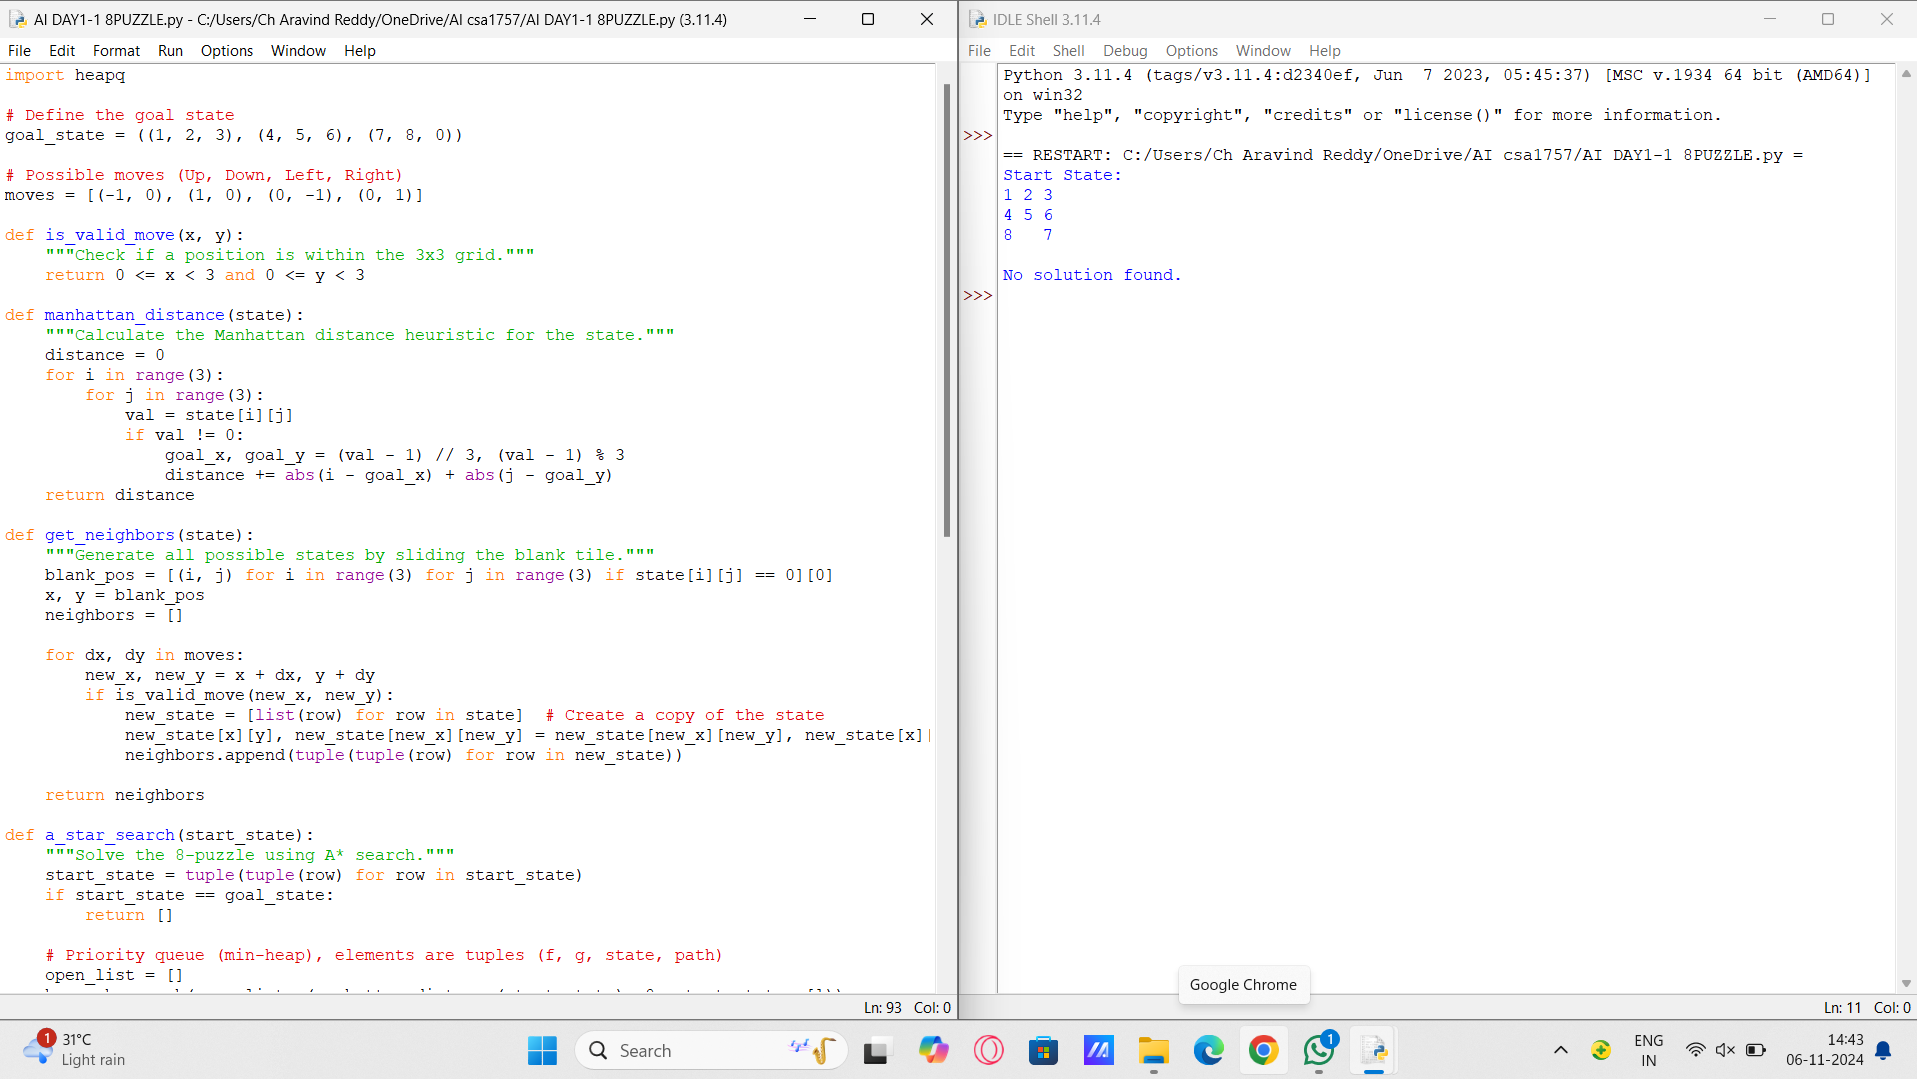 AI DAY1-1 8PUZZLE.py - C:/Users/Ch Aravind Reddy/OneDrive/AI csa1757/AI DAY1-1 8PUZZLE.py (3.11.4)
File Edit Format Run Options Window Help
import heapq

# Define the goal state
goal_state = ((1, 2, 3), (4, 5, 6), (7, 8, 0))

# Possible moves (Up, Down, Left, Right)
moves = [(-1, 0), (1, 0), (0, -1), (0, 1)]

def is_valid_move(x, y):
    """Check if a position is within the 3x3 grid."""
    return 0 <= x < 3 and 0 <= y < 3

def manhattan_distance(state):
    """Calculate the Manhattan distance heuristic for the state."""
    distance = 0
    for i in range(3):
        for j in range(3):
            val = state[i][j]
            if val != 0:
                goal_x, goal_y = (val - 1) // 3, (val - 1) % 3
                distance += abs(i - goal_x) + abs(j - goal_y)
    return distance

def get_neighbors(state):
    """Generate all possible states by sliding the blank tile."""
    blank_pos = [(i, j) for i in range(3) for j in range(3) if state[i][j] == 0][0]
    x, y = blank_pos
    neighbors = []

    for dx, dy in moves:
        new_x, new_y = x + dx, y + dy
        if is_valid_move(new_x, new_y):
            new_state = [list(row) for row in state]  # Create a copy of the state
            new_state[x][y], new_state[new_x][new_y] = new_state[new_x][new_y], new_state[x]
            neighbors.append(tuple(tuple(row) for row in new_state))

    return neighbors

def a_star_search(start_state):
    """Solve the 8-puzzle using A* search."""
    start_state = tuple(tuple(row) for row in start_state)
    if start_state == goal_state:
        return []

    # Priority queue (min-heap), elements are tuples (f, g, state, path)
    open_list = []
Ln: 93 Col: 0
IDLE Shell 3.11.4
File Edit Shell Debug Options Window Help
Python 3.11.4 (tags/v3.11.4:d2340ef, Jun  7 2023, 05:45:37) [MSC v.1934 64 bit (AMD64)]
on win32
Type "help", "copyright", "credits" or "license()" for more information.
>>>
== RESTART: C:/Users/Ch Aravind Reddy/OneDrive/AI csa1757/AI DAY1-1 8PUZZLE.py =
Start State:
1 2 3
4 5 6
8   7

No solution found.
>>>
Google Chrome
Ln: 11 Col: 0
1
31°C
Light rain
Search
1
ENG
IN
14:43
06-11-2024